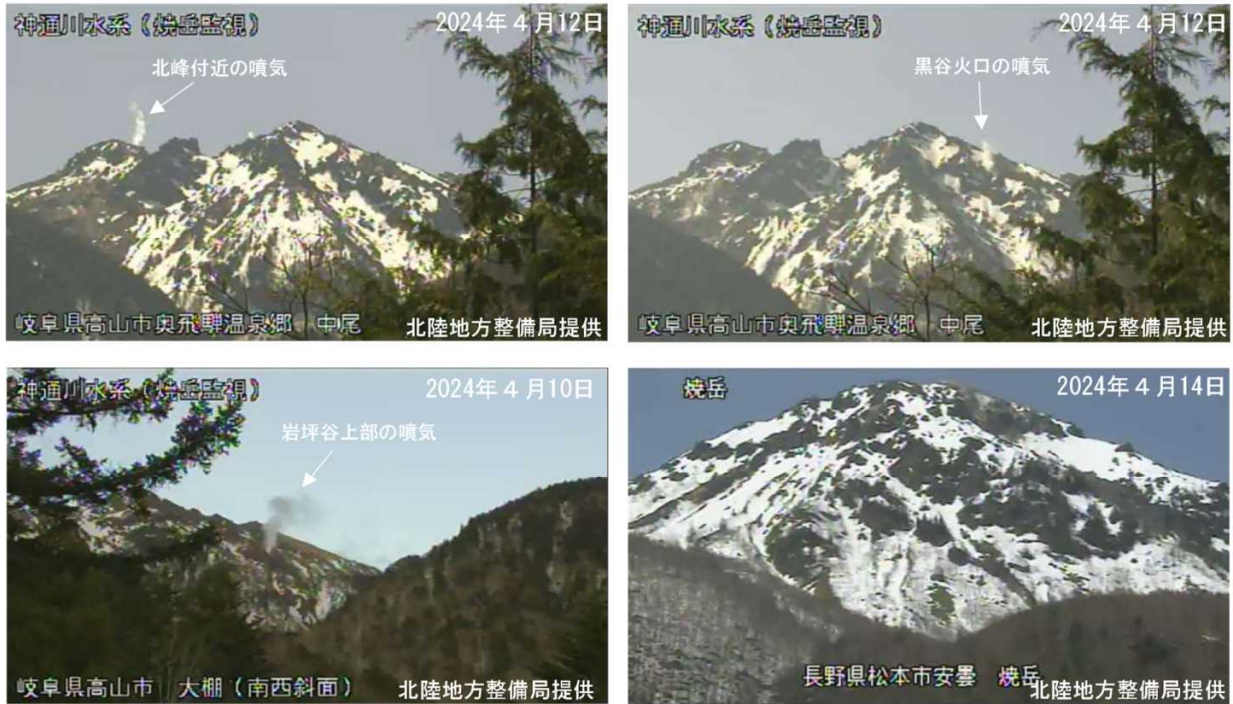 神通川水系（焼岳監視）
2024年４月12日
北峰付近の噴気
岐阜県高山市奥飛騨温泉郷　中尾
北陸地方整備局提供
神通川水系（焼岳監視）
2024年４月12日
黒谷火口の噴気
岐阜県高山市奥飛騨温泉郷　中尾
北陸地方整備局提供
神通川水系（焼岳監視）
2024年４月10日
岩坪谷上部の噴気
岐阜県高山市　大棚（南西斜面）
北陸地方整備局提供
焼岳
2024年４月14日
長野県松本市安曇　焼岳
北陸地方整備局提供